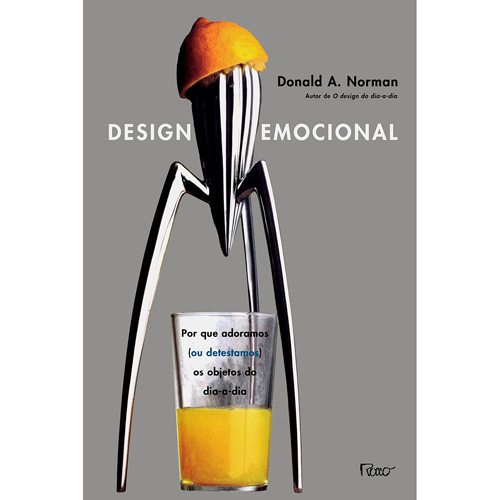 Donald A. Norman
Autor de O design do dia-a-dia
DESIGN EMOCIONAL
Por que adoramos
(ou detestamos)
os objetos do
dia-a-dia
Rocco